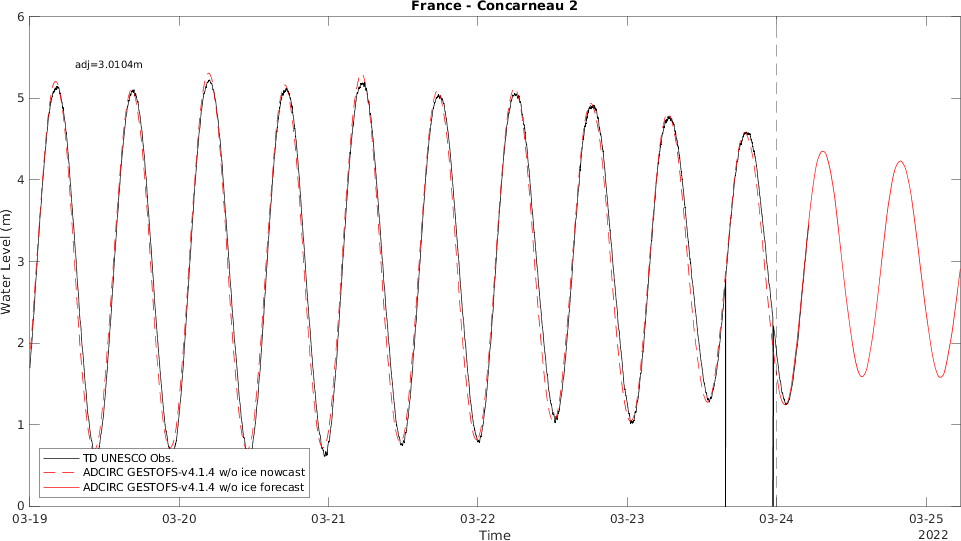 France - Concarneau 2
adj=3.0104m
Water Level (m)
6
5
4
3
2
1
0
TD UNESCO Obs.
ADCIRC GESTOFS-v4.1.4 w/o ice nowcast
ADCIRC GESTOFS-v4.1.4 w/o ice forecast
03-19 03-20 03-21 03-22 03-23 03-24 03-25
Time
2022